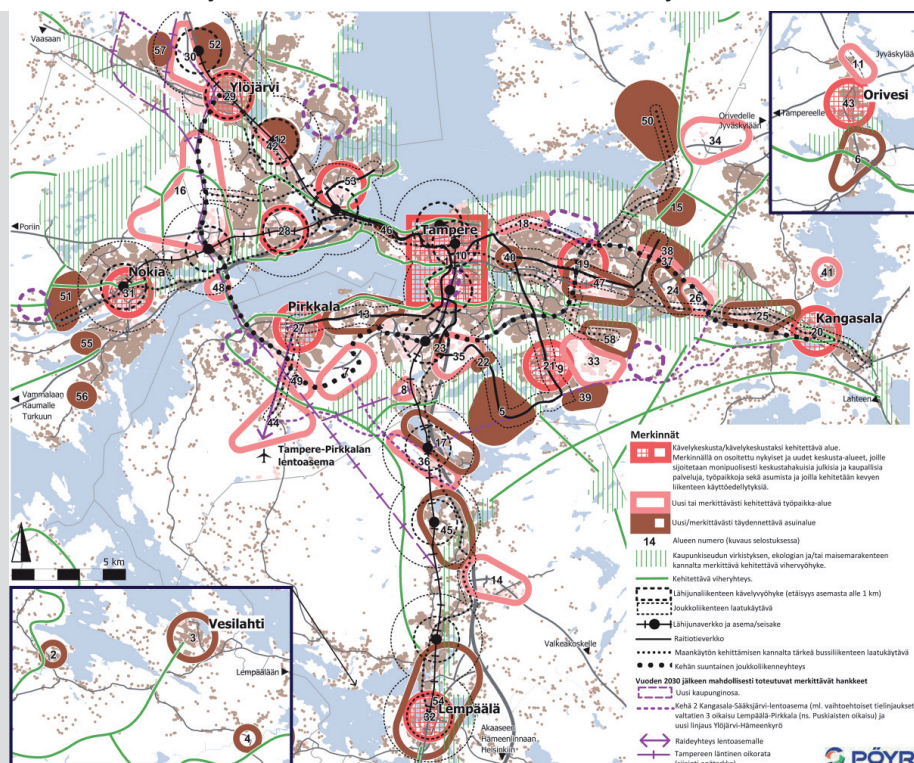 Vaasaan
57
52
30
Ylöjärvi
29
12
42
50
Orivedelle
Jyväskylään
34
Jyväskylään
11
Orivesi
43
Tampereelle
6
16
53
15
Poriin
28
46
Tampere
18
10
40
19
38
37
47
24
26
41
Nokia
31
51
48
Pirkkala
27
13
25
Kangasala
20
55
56
49
7
23
35
22
58
21
9
33
8
5
39
Vammalaan
Raumalle
Turkuun
44
Tampere-Pirkkalan
lentoasema
Lahteen
17
36
45
14
5 km
Valkeakoskelle
Vesilahti
2
3
4
Lempäälään
54
32
Lempäälä
Akaaseen
Hämeenlinnaan
Helsinkiin
Merkinnät
Kävelykeskusta/kävelykeskustaksi kehitettävä alue.
Merkinnällä on osoitettu nykyiset ja uudet keskusta-alueet, joille
sijoitetaan monipuolisesti keskustahakuisia julkisia ja kaupallisia
palveluja, työpaikkoja sekä asumista ja joilla kehitetään kevyen
liikenteen käyttöedellytyksiä.
Uusi tai merkittävästi kehitettävä työpaikka-alue
Uusi/merkittävästi täydennettävä asuinalue
14 Alueen numero (kuvaus selostuksessa)
Kaupunkiseudun virkistyksen, ekologian ja/tai maisemarakenteen
kannalta merkittävä kehitettävä vihervyöhyke.
Kehitettävä viheryhteys.
Lähijunaliikenteen kävelyvyöhyke (etäisyys asemasta alle 1 km)
Joukkoliikenteen laatukäytävä
Lähijunaverkko ja asema/seisake
Raitiotieverkko
Maankäytön kehittämisen kannalta tärkeä bussiliikenteen laatukäytävä
Kehän suuntainen joukkoliikenneyhteys
Vuoden 2030 jälkeen mahdollisesti toteutuvat merkittävät hankkeet
Uusi kaupunginosa.
Kehä 2 Kangasala-Sääksjärvi-lentoasema (ml. vaihtoehtoiset tielinjaukset
valtatien 3 oikaisu Lempäälä-Pirkkala (ns. Puskiaisten oikaisu) ja
uusi linjaus Ylöjärvi-Hämeenkyrö
Raideyhteys lentoasemalle
Tampereen läntinen oikorata
PÖYR